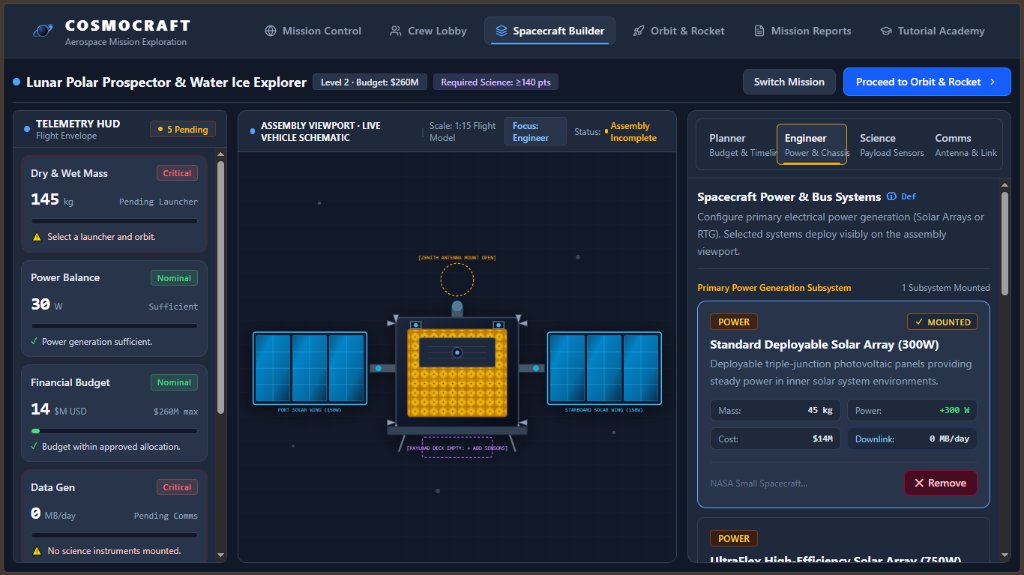 COSMOCRAFT
Aerospace Mission Exploration
Mission Control
Crew Lobby
Spacecraft Builder
Orbit & Rocket
Mission Reports
Tutorial Academy
Lunar Polar Prospector & Water Ice Explorer
Level 2 · Budget: $260M
Required Science: ≥140 pts
Switch Mission
Proceed to Orbit & Rocket
TELEMETRY HUD
Flight Envelope
5 Pending
Dry & Wet Mass
Critical
145 kg
Pending Launcher
Select a launcher and orbit.
Power Balance
Nominal
30 W
Sufficient
✓ Power generation sufficient.
Financial Budget
Nominal
14 $M USD
$260M max
✓ Budget within approved allocation.
Data Gen
Critical
0 MB/day
Pending Comms
No science instruments mounted.
ASSEMBLY VIEWPORT · LIVE
VEHICLE SCHEMATIC
Scale: 1:15 Flight
Model
Focus:
Engineer
Status:
Assembly
Incomplete
[ZENITH ANTENNA MOUNT OPEN]
PORT SOLAR WING (150W)
STARBOARD SOLAR WING (150W)
[PAYLOAD DECK EMPTY: + ADD SENSORS]
Planner
Budget & Timelin
Engineer
Power & Chassis
Science
Payload Sensors
Comms
Antenna & Link
Spacecraft Power & Bus Systems
Def
Configure primary electrical power generation (Solar Arrays or
RTG). Selected systems deploy visibly on the assembly
viewport.
Primary Power Generation Subsystem
1 Subsystem Mounted
POWER
✓ MOUNTED
Standard Deployable Solar Array (300W)
Deployable triple-junction photovoltaic panels providing
steady power in inner solar system environments.
Mass: 45 kg
Power: +300 W
Cost: $14M
Downlink: 0 MB/day
NASA Small Spacecraft...
Remove
POWER
UltraFlex High-Efficiency Solar Array (750W)